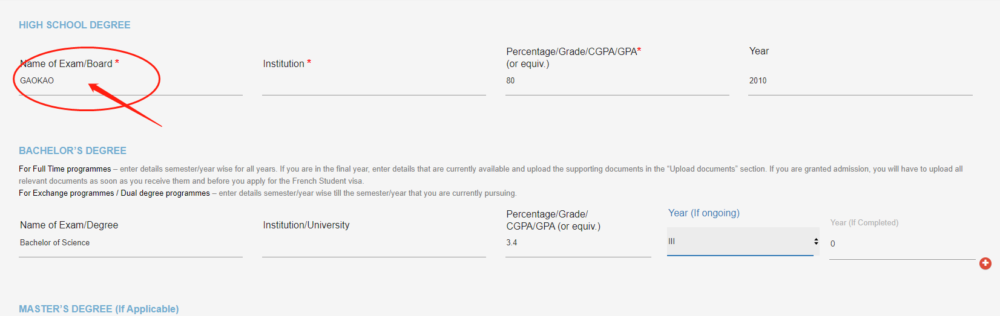 HIGH SCHOOL DEGREE
Name of Exam/Board *
Institution *
Percentage/Grade/CGPA/GPA*
(or equiv.)
Year
GAOKAO
80
2010
BACHELOR’S DEGREE
For Full Time programmes – enter details semester/year wise for all years. If you are in the final year, enter details that are currently available and upload the supporting documents in the “Upload documents” section. If you are granted admission, you will have to upload all
relevant documents as soon as you receive them and before you apply for the French Student visa.
For Exchange programmes / Dual degree programmes – enter details semester/year wise till the semester/year that you are currently pursuing.
Name of Exam/Degree
Institution/University
Percentage/Grade/
CGPA/GPA (or equiv.)
Year (If ongoing)
Year (If Completed)
Bachelor of Science
3.4
III
0
MASTER’S DEGREE (If Applicable)